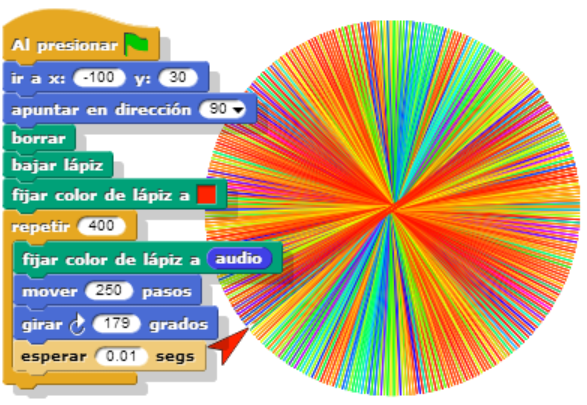 Al presionar
ir a x: -100 y: 30
apuntar en dirección 90
borrar
bajar lápiz
fijar color de lápiz a
repetir 400
fijar color de lápiz a audio
mover 250 pasos
girar 179 grados
esperar 0.01 segs